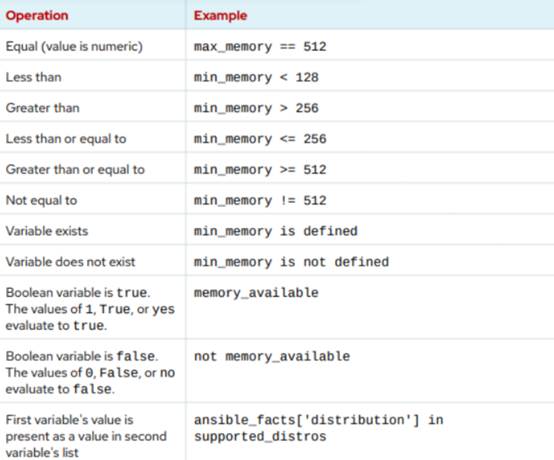 Operation Example
Equal (value is numeric) max_memory == 512
Less than min_memory < 128
Greater than min_memory > 256
Less than or equal to min_memory <= 256
Greater than or equal to min_memory >= 512
Not equal to min_memory != 512
Variable exists min_memory is defined
Variable does not exist min_memory is not defined
Boolean variable is true. memory_available
The values of 1, True, or yes
evaluate to true.
Boolean variable is false. not memory_available
The values of 0, False, or no
evaluate to false.
First variable's value is ansible_facts['distribution'] in
present as a value in second supported_distros
variable's list